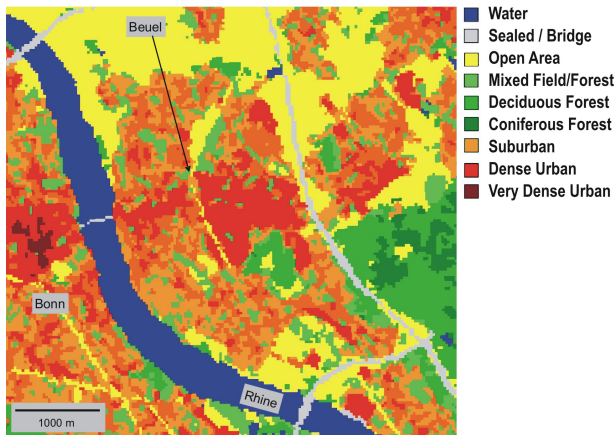 Beuel
Bonn
Rhine
1000 m
Water
Sealed / Bridge
Open Area
Mixed Field/Forest
Deciduous Forest
Coniferous Forest
Suburban
Dense Urban
Very Dense Urban